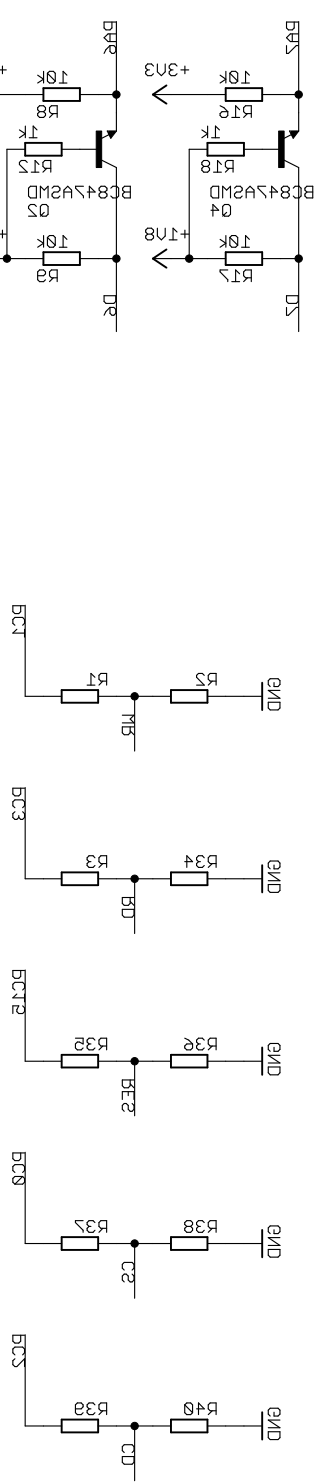 PA6
PA7
+
10k
R8
+3V3
10k
R16
1k
R12
1k
R18
BC847ASMD
Q2
BC847ASMD
Q4
+
10k
R9
+1V8
10k
R17
D6
D7
PC1
R1
R2
GND
WR
PC3
R3
R34
GND
RD
PC15
R35
R36
GND
RES
PC0
R37
R38
GND
CS
PC2
R39
R40
GND
CD